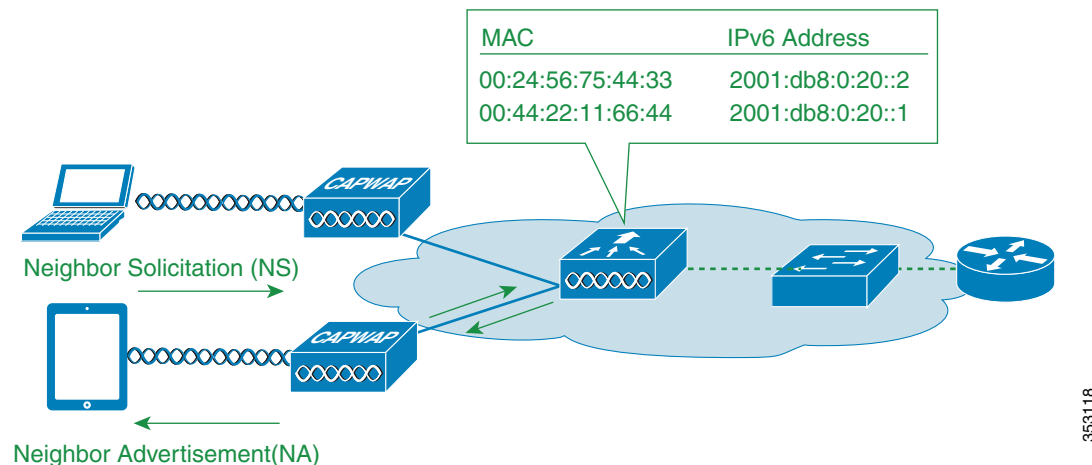 MAC IPv6 Address
00:24:56:75:44:33 2001:db8:0:20::2
00:44:22:11:66:44 2001:db8:0:20::1
CAPWAP
Neighbor Solicitation (NS)
CAPWAP
Neighbor Advertisement(NA)
353118